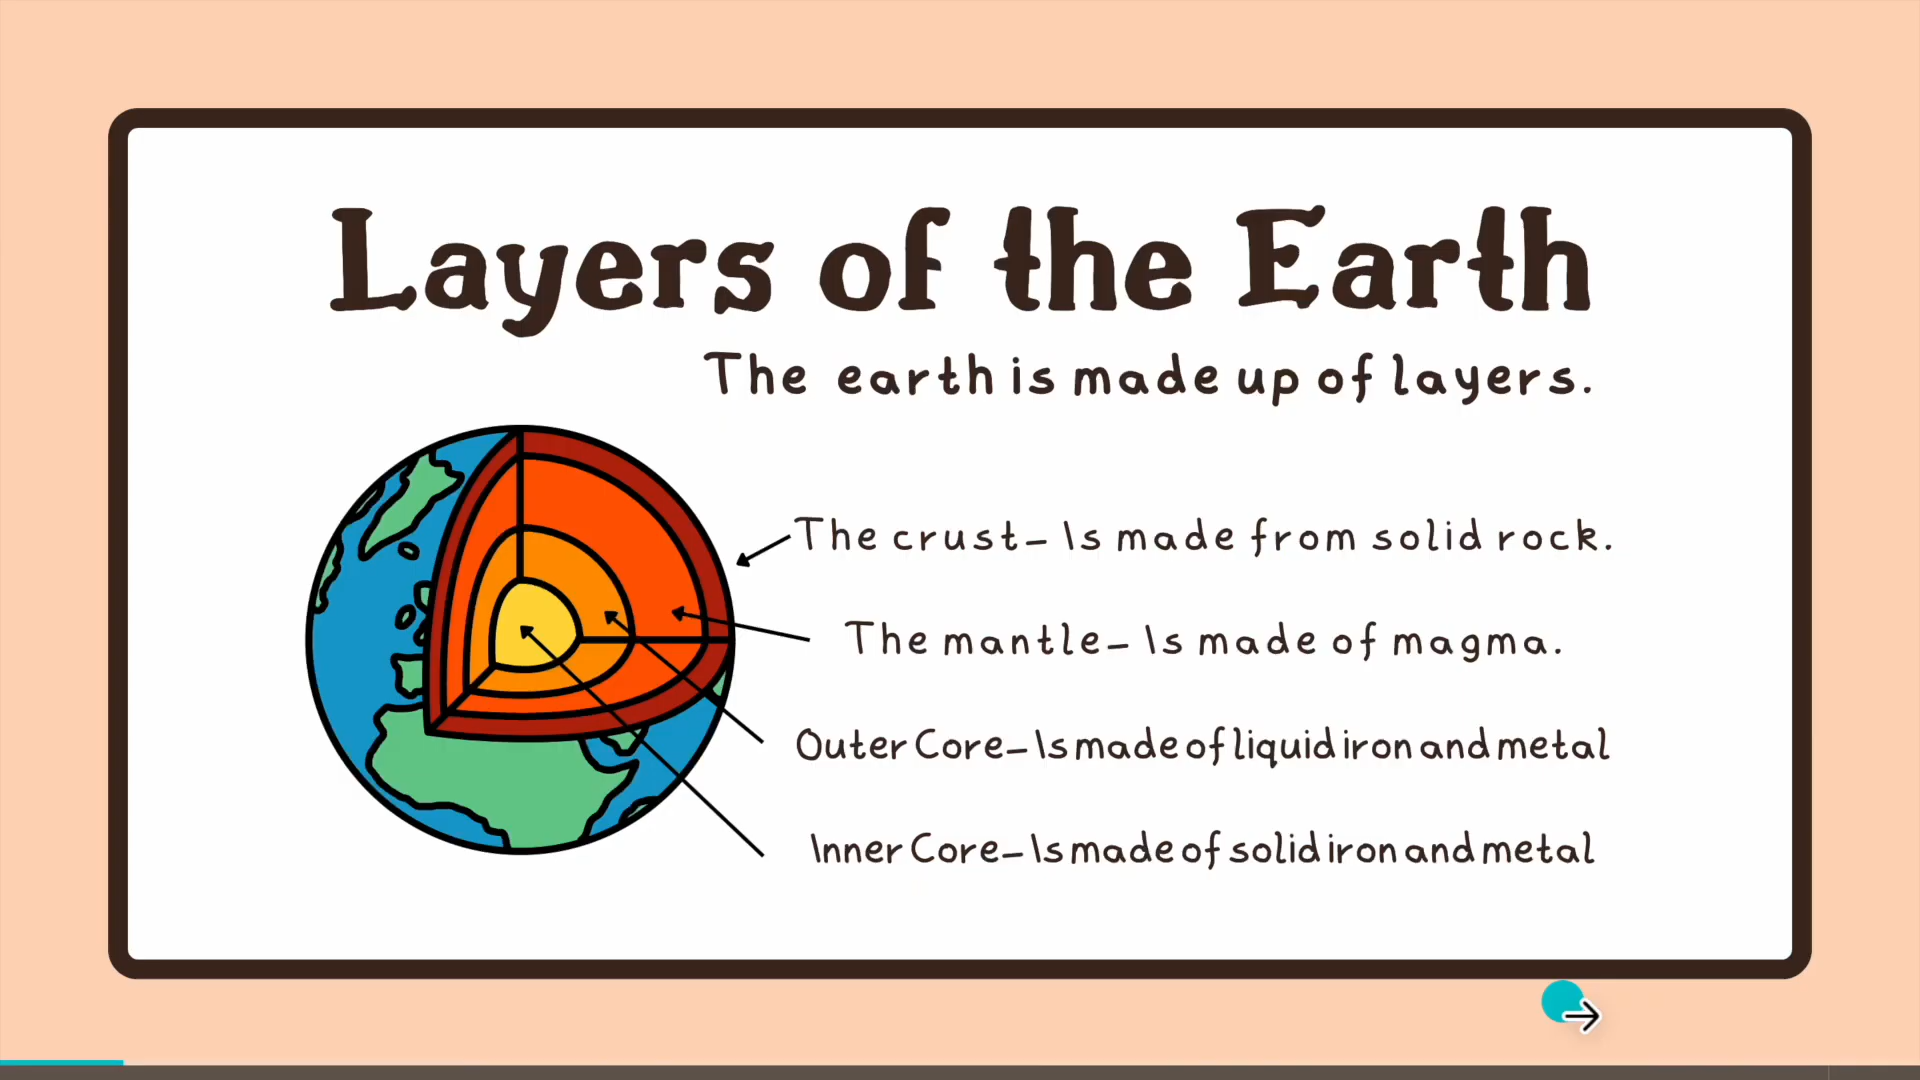 Layers of the Earth
The earth is made up of layers.
The crust- Is made from solid rock.
The mantle- Is made of magma.
Outer Core-Is made of liquid iron and metal
Inner Core-Is made of solid iron and metal